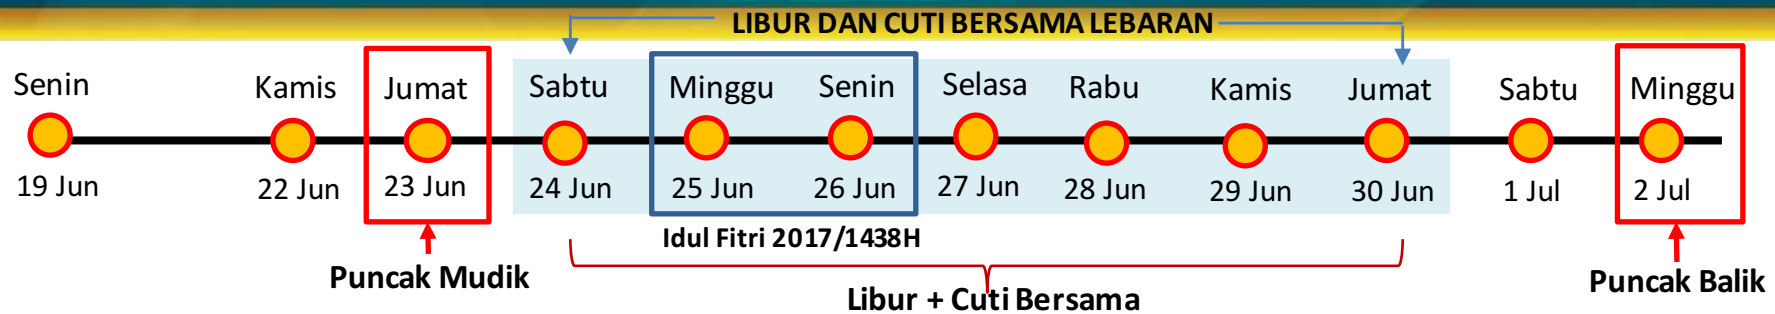 LIBUR DAN CUTI BERSAMA LEBARAN
Senin Kamis Jumat Sabtu Minggu Senin Selasa Rabu Kamis Jumat Sabtu Minggu
19 Jun 22 Jun 23 Jun 24 Jun 25 Jun 26 Jun 27 Jun 28 Jun 29 Jun 30 Jun 1 Jul 2 Jul
Idul Fitri 2017/1438H
Puncak Mudik
Libur + Cuti Bersama
Puncak Balik